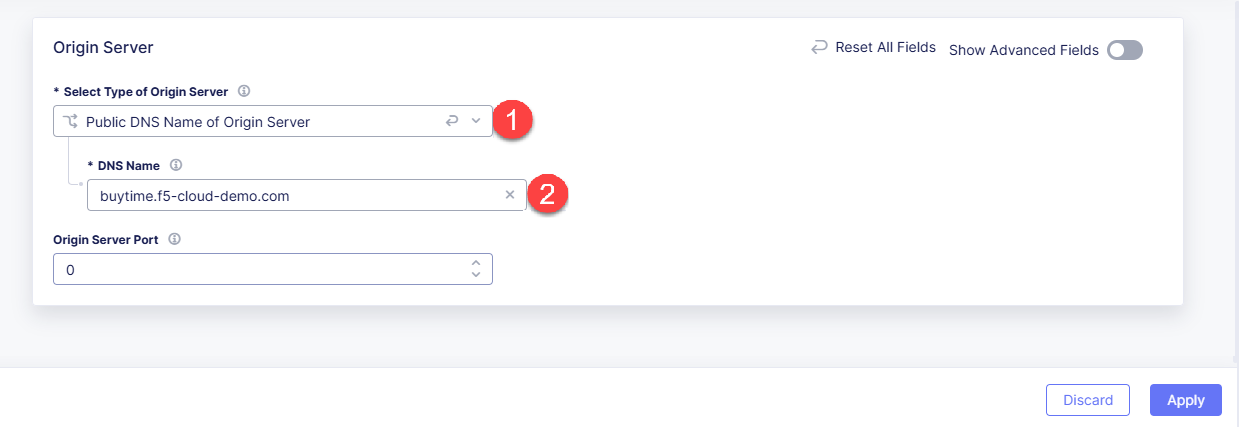 Origin Server
Reset All Fields
Show Advanced Fields
* Select Type of Origin Server
Public DNS Name of Origin Server
1
* DNS Name
buytime.f5-cloud-demo.com
2
Origin Server Port
0
Discard
Apply